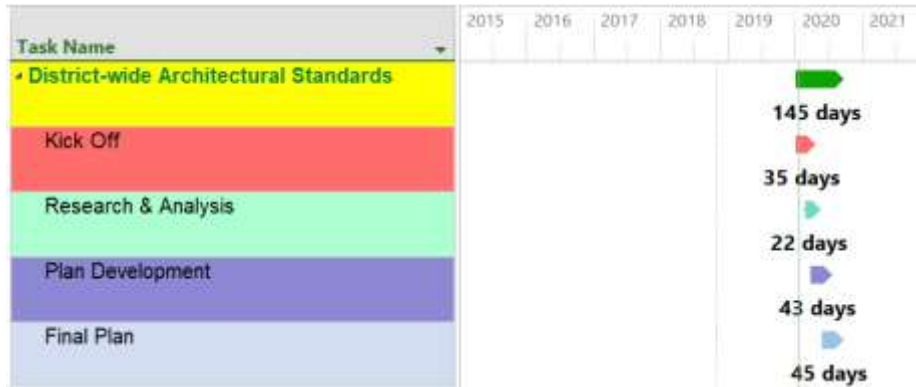 2015 2016 2017 2018 2019 2020 2021
Task Name
District-wide Architectural Standards
145 days
Kick Off
35 days
Research & Analysis
22 days
Plan Development
43 days
Final Plan
45 days